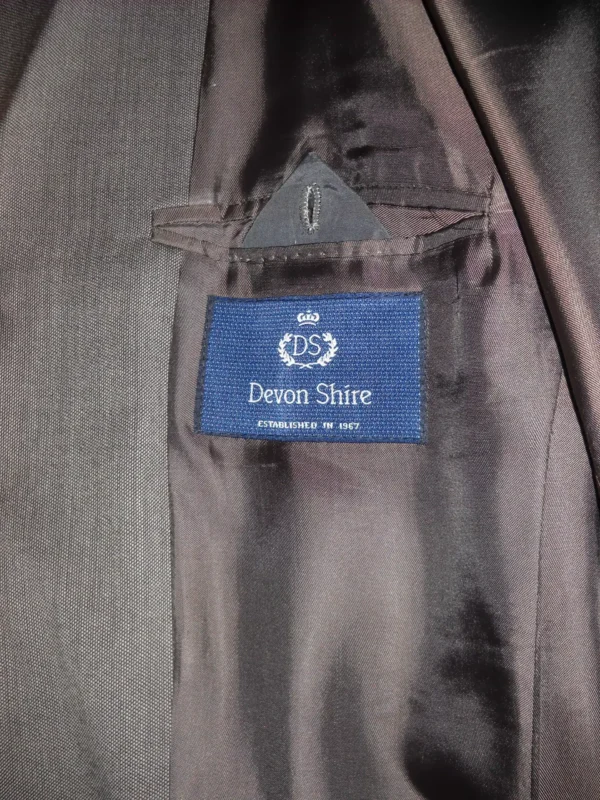 DS
Devon Shire
ESTABLISHED IN 1967